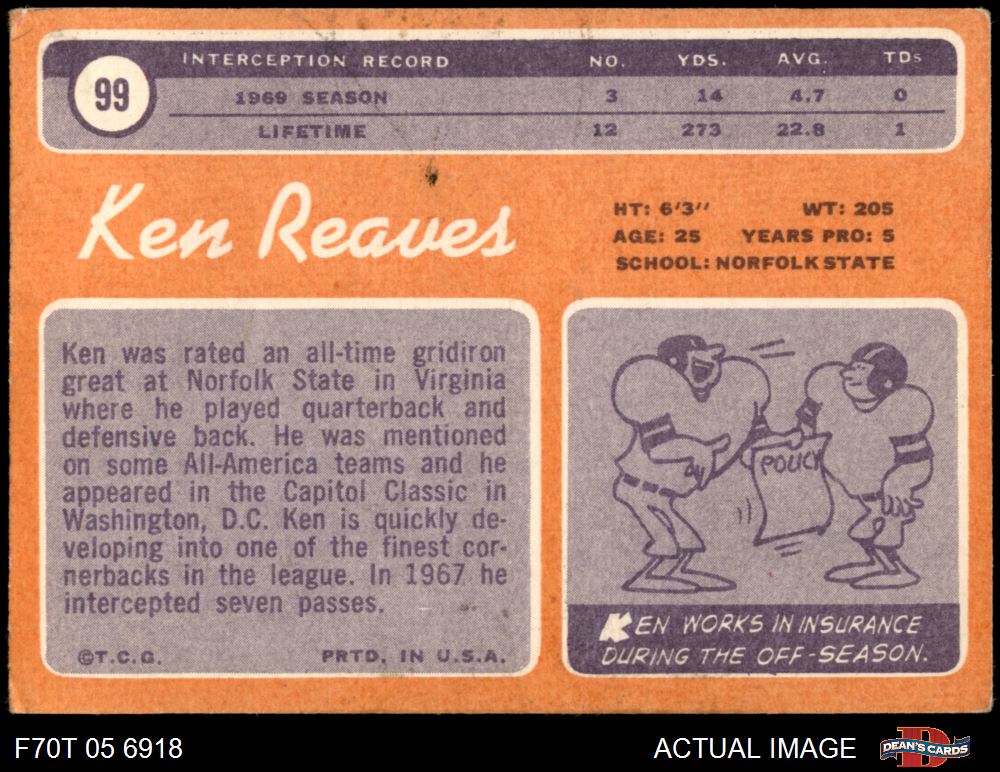 99
INTERCEPTION RECORD NO. YDS. AVG. TDs
1969 SEASON 3 14 4.7 0
LIFETIME 12 273 22.8 1
Ken Reaves
HT: 6'3" WT: 205
AGE: 25 YEARS PRO: 5
SCHOOL: NORFOLK STATE
Ken was rated an all-time gridiron
great at Norfolk State in Virginia
where he played quarterback and
defensive back. He was mentioned
on some All-America teams and he
appeared in the Capitol Classic in
Washington, D.C. Ken is quickly de-
veloping into one of the finest cor-
nerbacks in the league. In 1967 he
intercepted seven passes.
©T.C.G. PRTD. IN U.S.A.
POLICY
KEN WORKS IN INSURANCE
DURING THE OFF-SEASON.
F70T 05 6918 ACTUAL IMAGE
D
DEAN'S CARDS